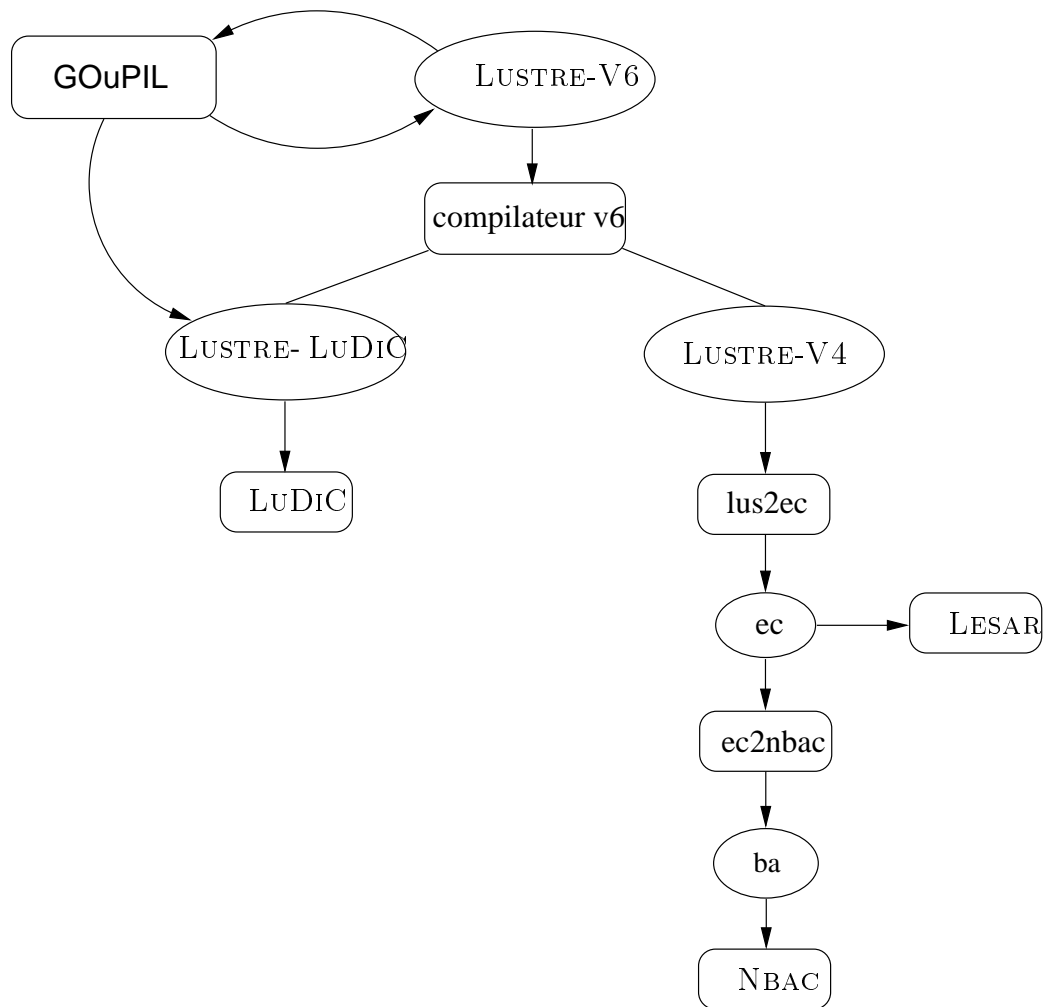 GOuPIL
LUSTRE-V6
compilateur v6
LUSTRE- LUDIC
LUSTRE-V4
LUDIC
lus2ec
ec
LESAR
ec2nbac
ba
NBAC